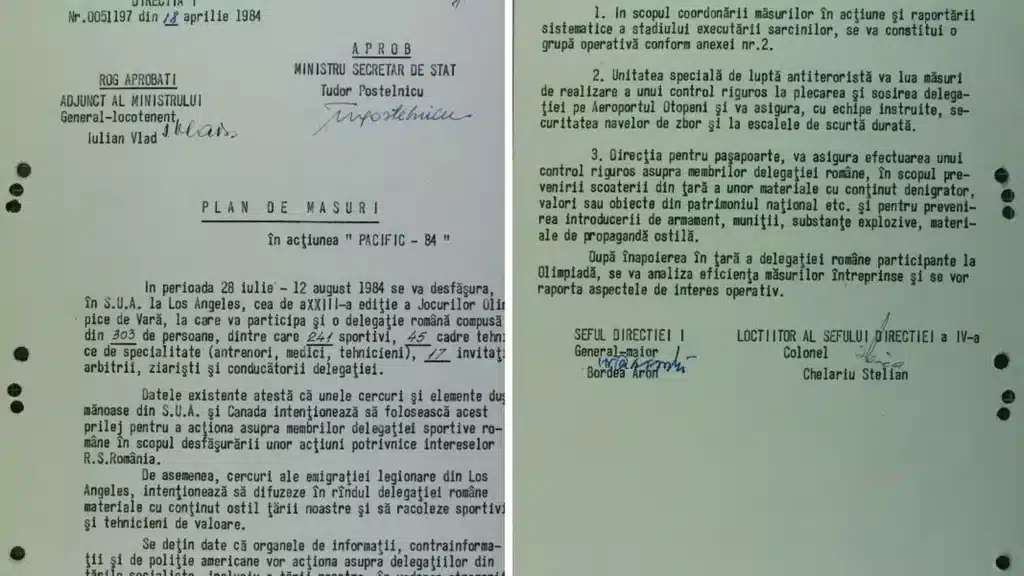 DIRECTIA I
Nr.0051197 din 18 aprilie 1984
A P R O B
MINISTRU SECRETAR DE STAT
Tudor Postelnicu
ROG APROBATI
ADJUNCT AL MINISTRULUI
General-locotenent,
Iulian Vlad
P L A N  D E  M A S U R I
în acţiunea " PACIFIC - 84 "
In perioada 28 iulie - 12 august 1984 se va desfăşura,
în S.U.A. la Los Angeles, cea de aXXIII-a ediţie a Jocurilor Olim
pice de Vară, la care va participa şi o delegaţie română compusă
din 303 de persoane, dintre care 241 sportivi, 45 cadre tehn
ce de specialitate (antrenori, medici, tehnicieni), 17 invitaţ
arbitrii, ziarişti şi conducătorii delegaţiei.
Datele existente atestă că unele cercuri şi elemente duş
mănoase din S.U.A. şi Canada intenţionează să folosească acest
prilej pentru a acţiona asupra membrilor delegaţiei sportive ro-
mâne în scopul desfăşurării unor acţiuni potrivnice intereselor
R.S.România.
De asemenea, cercuri ale emigraţiei legionare din Los
Angeles, intenţionează să difuzeze în rîndul delegaţiei române
materiale cu conţinut ostil ţării noastre şi să racoleze sportivi
şi tehnicieni de valoare.
Se deţin date că organele de informaţii, contrainforma-
ţii şi de poliţie americane vor acţiona asupra delegaţiilor din
1. In scopul coordonării măsurilor în acţiune şi raportării
sistematice a stadiului executării sarcinilor, se va constitui o
grupă operativă conform anexei nr.2.
2. Unitatea specială de luptă antiteroristă va lua măsuri
de realizare a unui control riguros la plecarea şi sosirea delega-
ţiei pe Aeroportul Otopeni şi va asigura, cu echipe instruite, se-
curitatea navelor de zbor şi la escalele de scurtă durată.
3. Direcţia pentru paşapoarte, va asigura efectuarea unui
control riguros asupra membrilor delegaţiei române, în scopul pre-
venirii scoaterii din ţară a unor materiale cu conţinut denigrator,
valori sau obiecte din patrimoniul naţional etc. şi pentru preveni-
rea introducerii de armament, muniţii, substanţe explozive, materi-
ale de propagandă ostilă.
După înapoierea în ţară a delegaţiei române participante la
Olimpiadă, se va analiza eficienţa măsurilor întreprinse şi se vor
raporta aspectele de interes operativ.
SEFUL DIRECTIEI I
General-maior
Bordea Aron
LOCTIITOR AL SEFULUI DIRECTIEI a IV-a
Colonel
Chelariu Stelian